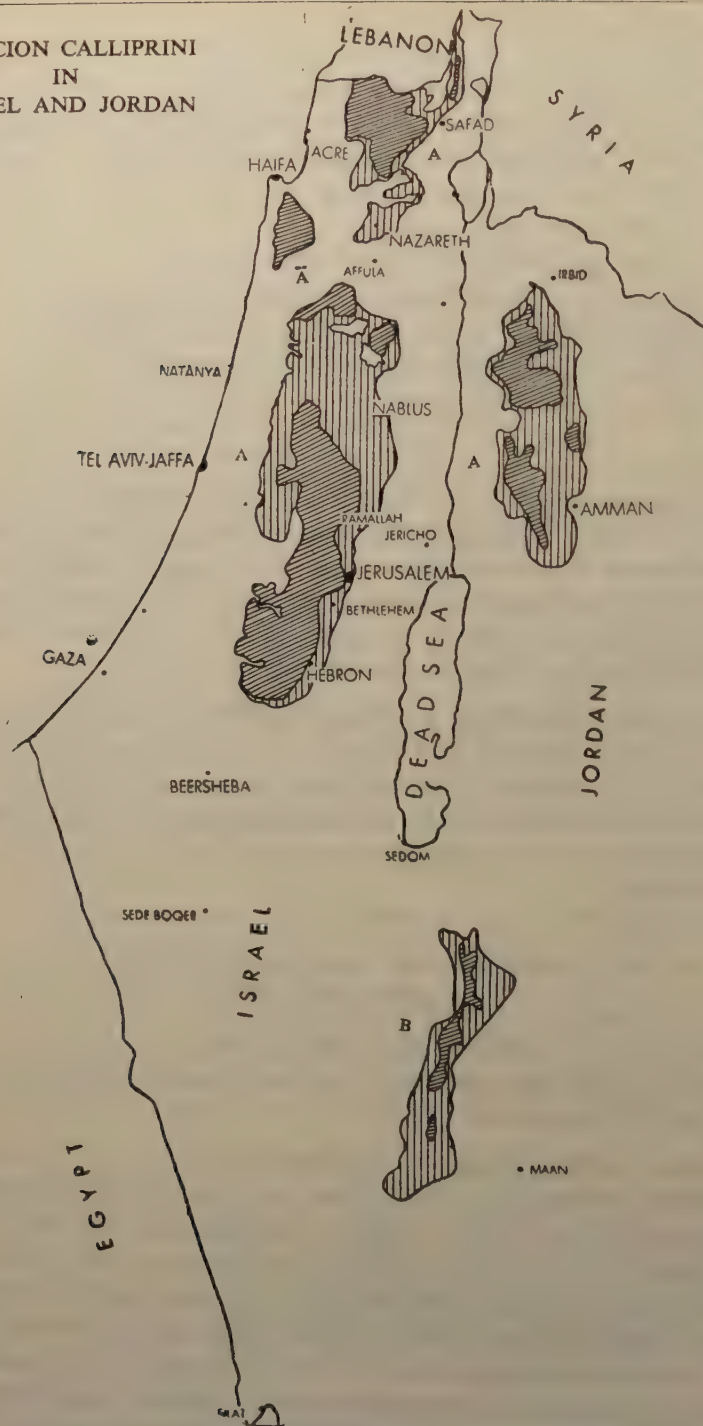 CION CALLIPRINI
IN
EL AND JORDAN
LEBANON
SYRIA
SAFAD
ACRE
A
HAIFA
NAZARETH
A
AFFULA
IRBID
NATANYA
NABLUS
TEL AVIV-JAFFA
A
A
AMMAN
RAMALLAH
JERICHO
JERUSALEM
BETHLEHEM
DEAD SEA
GAZA
HEBRON
JORDAN
BEERSHEBA
SEDOM
SEDE BOQER
ISRAEL
B
EGYPT
MAAN